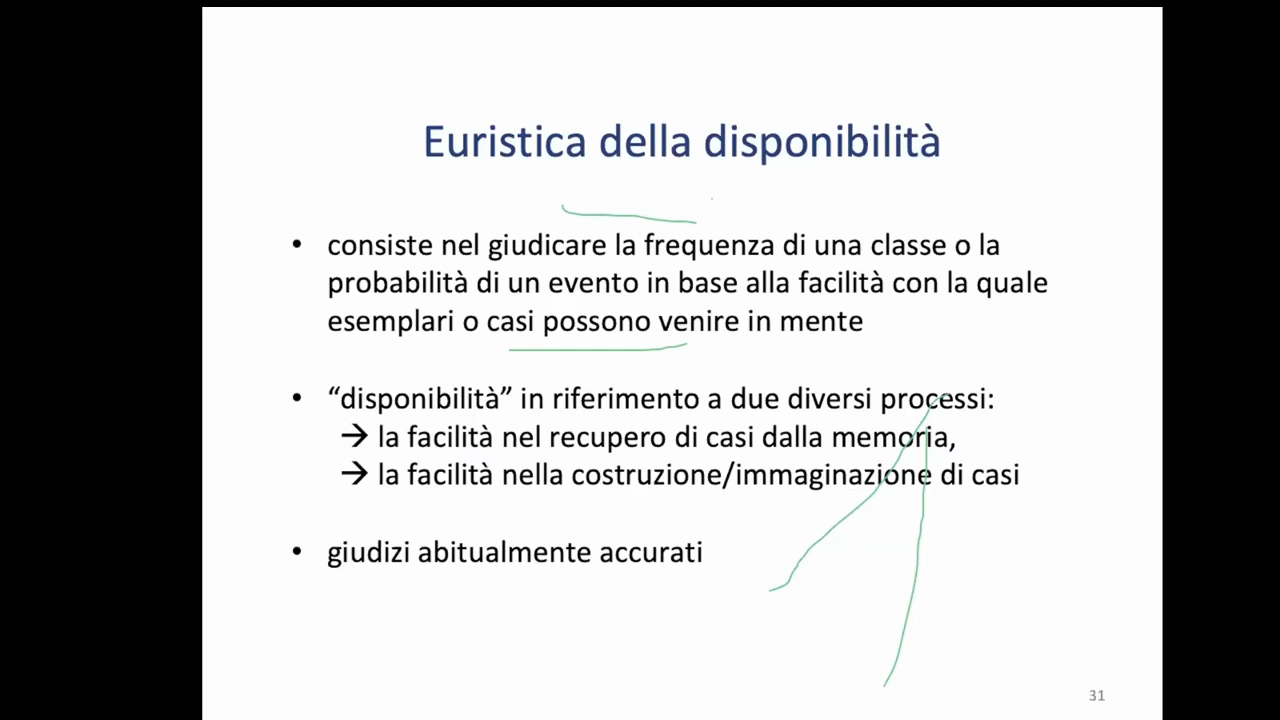 Euristica della disponibilità
• consiste nel giudicare la frequenza di una classe o la
probabilità di un evento in base alla facilità con la quale
esemplari o casi possono venire in mente
• “disponibilità” in riferimento a due diversi processi:
→ la facilità nel recupero di casi dalla memoria,
→ la facilità nella costruzione/immaginazione di casi
• giudizi abitualmente accurati
31